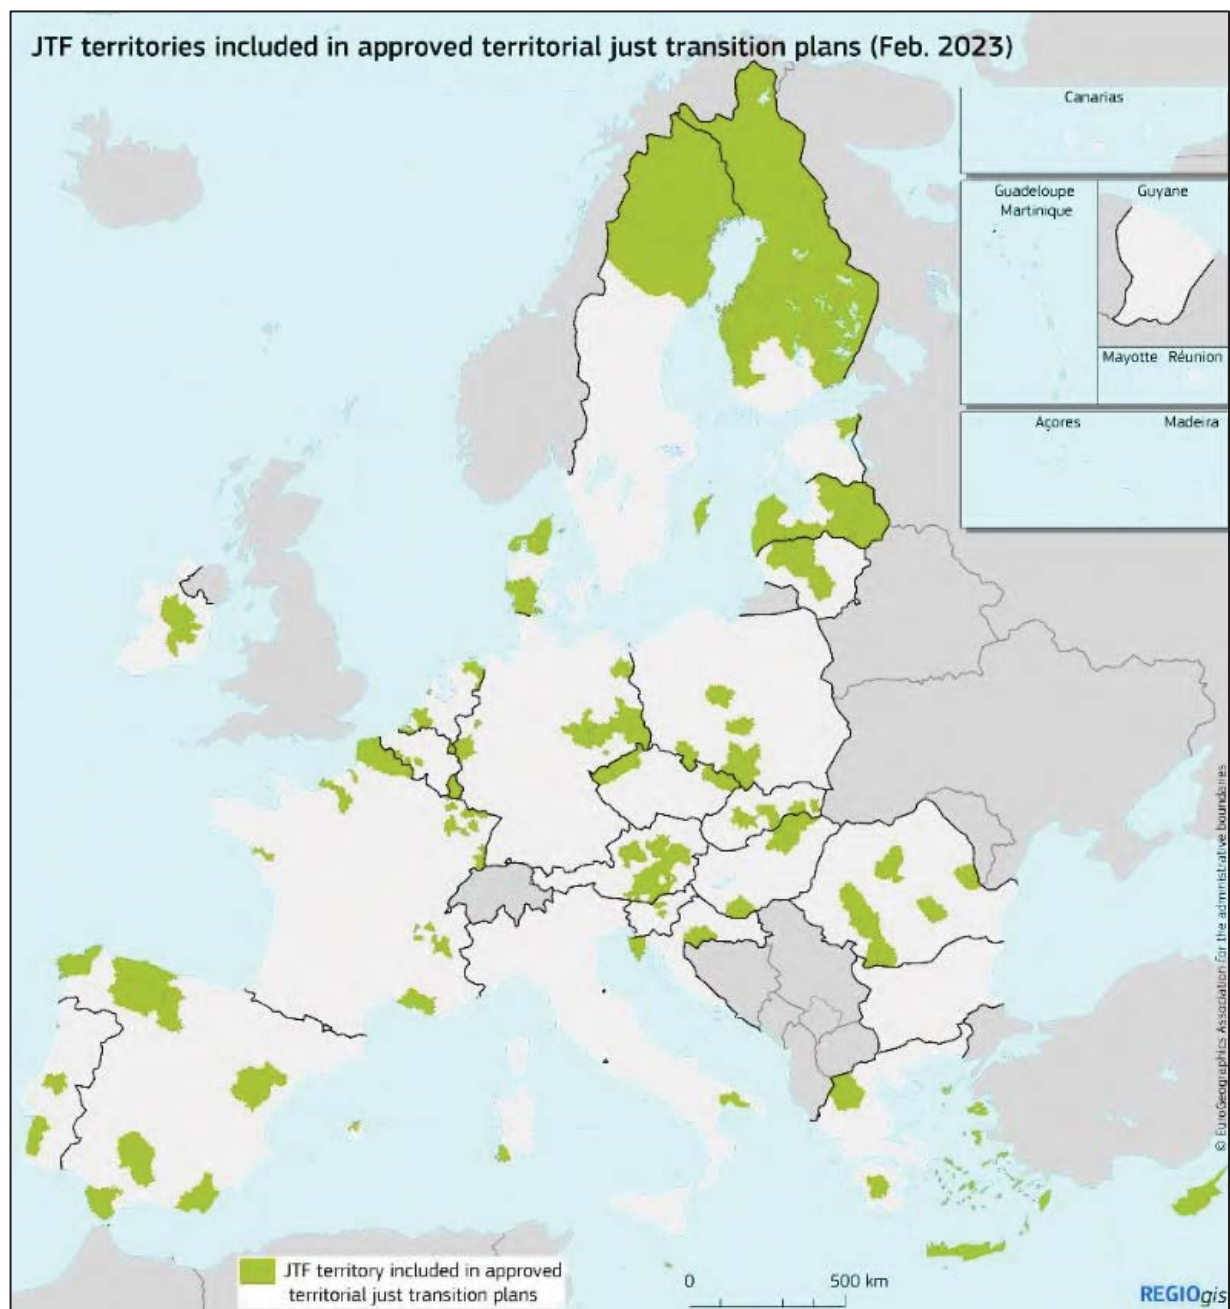 JTF territories included in approved territorial just transition plans (Feb. 2023)
Canarias
Guadeloupe
Martinique
Guyane
Mayotte Réunion
Açores
Madeira
© EuroGeographics Association for the administrative boundaries
JTF territory included in approved
territorial just transition plans
0
500 km
REGIOgis